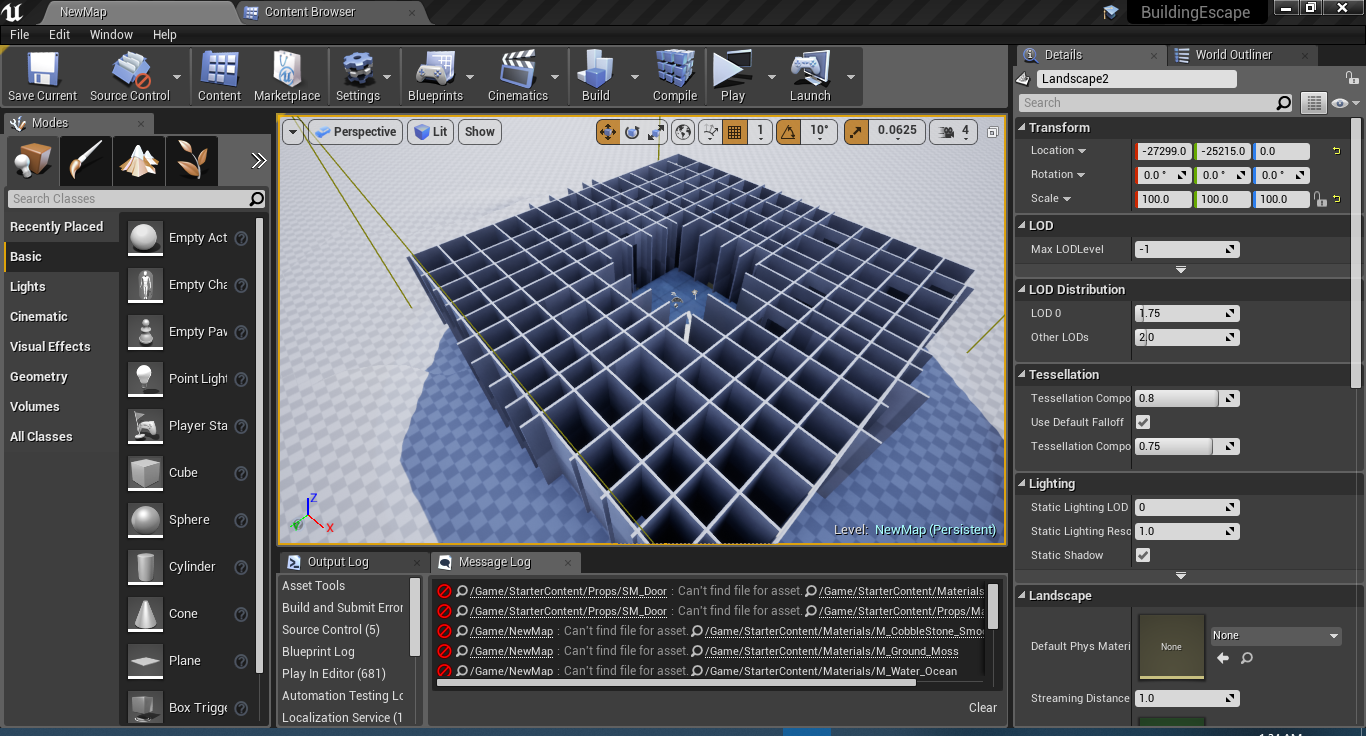 NewMap
Content Browser
BuildingEscape
File Edit Window Help
Save Current
Source Control
Content
Marketplace
Settings
Blueprints
Cinematics
Build
Compile
Play
Launch
Modes
Search Classes
Recently Placed
Basic
Lights
Cinematic
Visual Effects
Geometry
Volumes
All Classes
Empty Act
Empty Cha
Empty Paw
Point Light
Player Sta
Cube
Sphere
Cylinder
Cone
Plane
Box Trigge
Perspective
Lit
Show
1
10°
0.0625
4
Z
X
Level: NewMap (Persistent)
Output Log
Message Log
Asset Tools
Build and Submit Error
Source Control (5)
Blueprint Log
Play In Editor (681)
Automation Testing Lo
Localization Service (1
/Game/StarterContent/Props/SM_Door : Can't find file for asset. /Game/StarterContent/Materials
/Game/StarterContent/Props/SM_Door : Can't find file for asset. /Game/StarterContent/Props/Ma
/Game/NewMap : Can't find file for asset. /Game/StarterContent/Materials/M_CobbleStone_Smoo
/Game/NewMap : Can't find file for asset. /Game/StarterContent/Materials/M_Ground_Moss
/Game/NewMap : Can't find file for asset. /Game/StarterContent/Materials/M_Water_Ocean
Clear
Details
World Outliner
Landscape2
Search
Transform
Location -27299.0 -25215.0 0.0
Rotation 0.0 ° 0.0 ° 0.0 °
Scale 100.0 100.0 100.0
LOD
Max LODLevel -1
LOD Distribution
LOD 0 1.75
Other LODs 2.0
Tessellation
Tessellation Compo 0.8
Use Default Falloff
Tessellation Compo 0.75
Lighting
Static Lighting LOD 0
Static Lighting Reso 1.0
Static Shadow
Landscape
Default Phys Materi
None
None
Streaming Distance 1.0